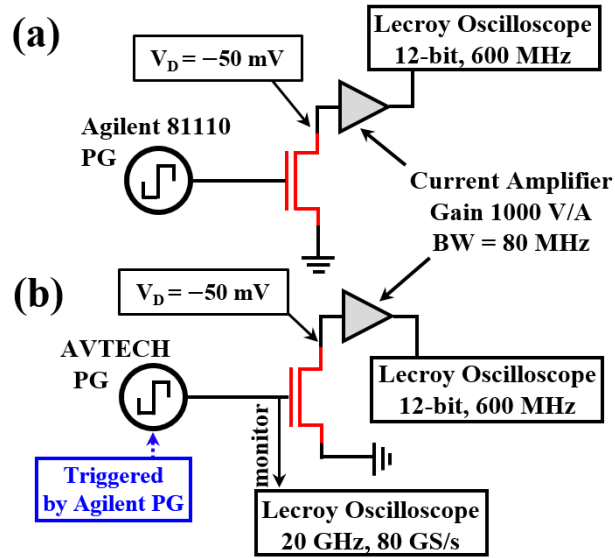 (a)
Lecroy Oscilloscope
12-bit, 600 MHz
V_D = −50 mV
Agilent 81110
PG
Current Amplifier
Gain 1000 V/A
BW = 80 MHz
(b)
V_D = −50 mV
AVTECH
PG
Lecroy Oscilloscope
12-bit, 600 MHz
monitor
Triggered
by Agilent PG
Lecroy Oscilloscope
20 GHz, 80 GS/s